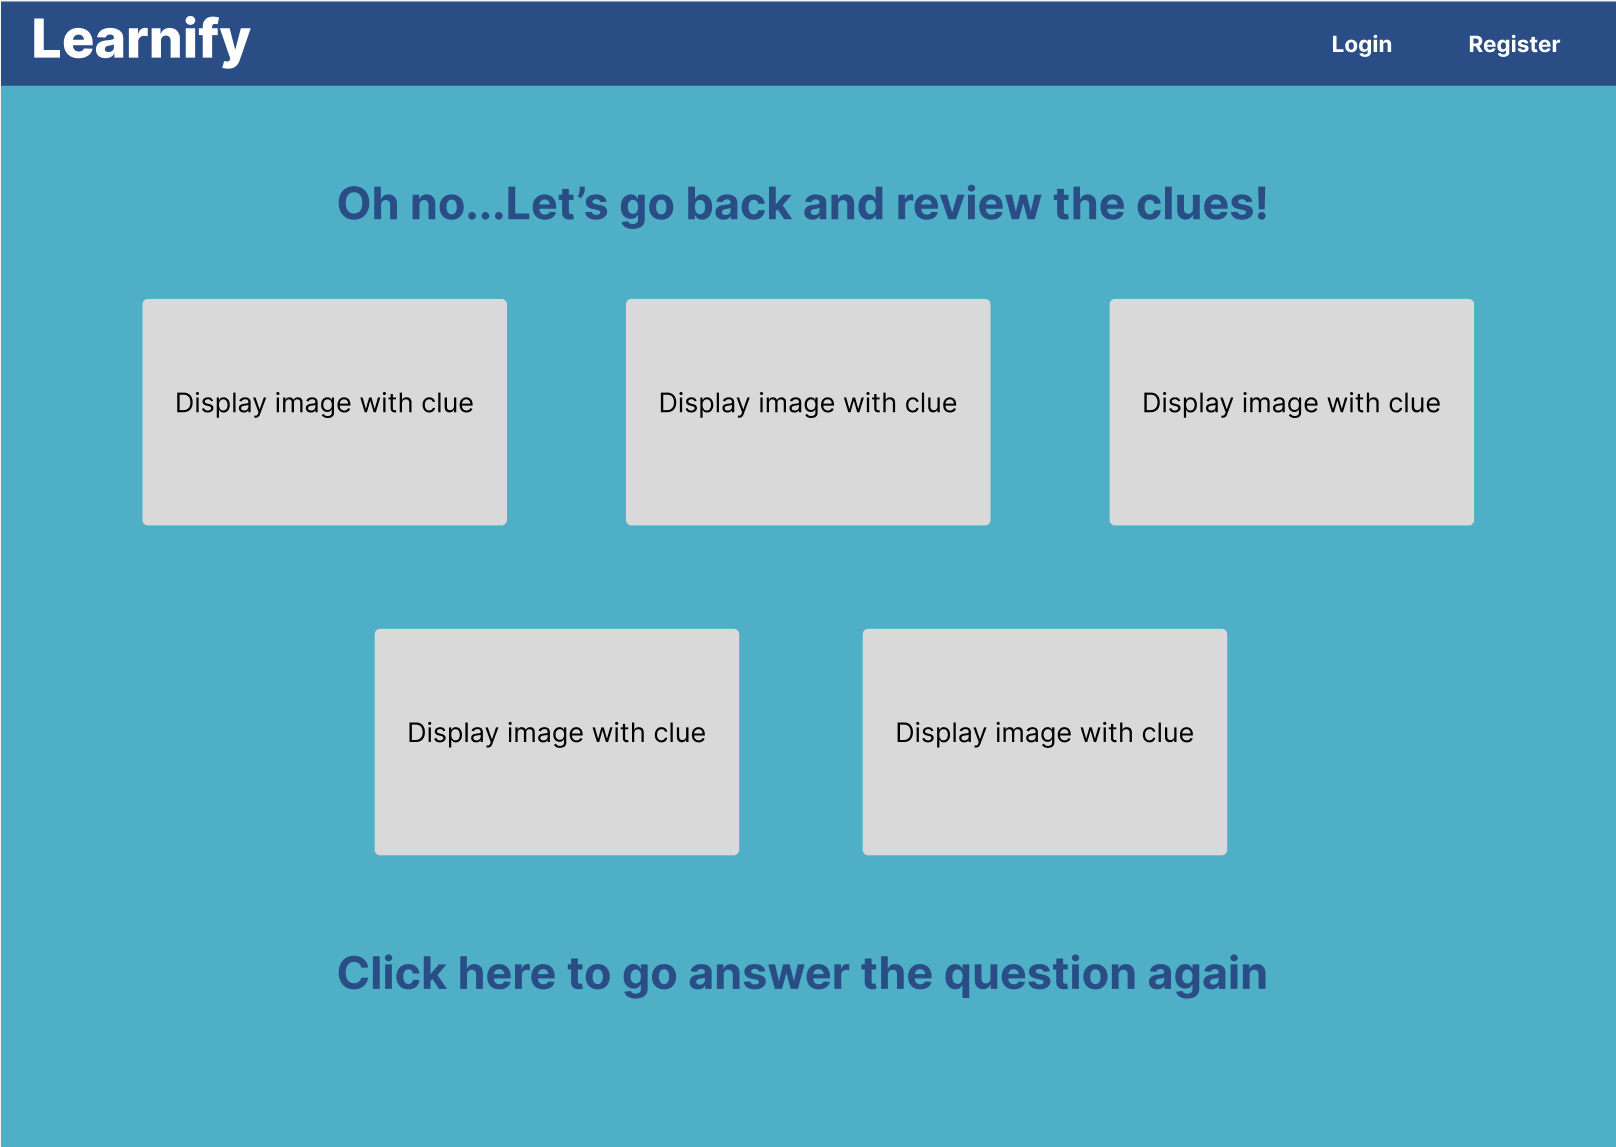 Learnify
Login
Register
Oh no...Let’s go back and review the clues!
Display image with clue
Display image with clue
Display image with clue
Display image with clue
Display image with clue
Click here to go answer the question again